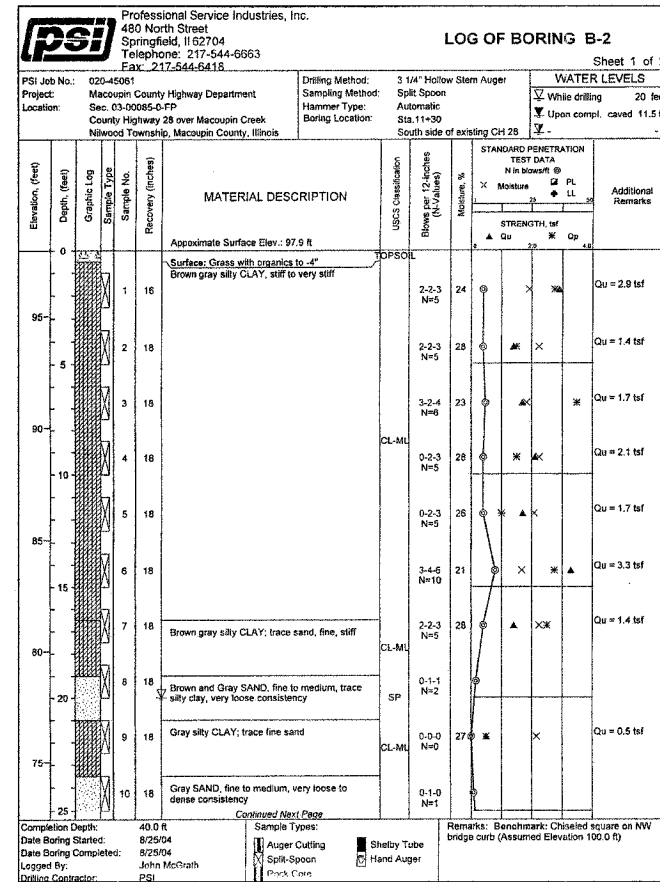 psi
Professional Service Industries, Inc.
480 North Street
Springfield, Il 62704
Telephone: 217-544-6663
Fax: 217-544-6418
LOG OF BORING B-2
Sheet 1 of
PSI Job No.: 020-45061
Project: Macoupin County Highway Department
Location: Sec. 03-00085-0-FP
County Highway 28 over Macoupin Creek
Nilwood Township, Macoupin County, Illinois
Drilling Method: 3 1/4" Hollow Stem Auger
Sampling Method: Split Spoon
Hammer Type: Automatic
Boring Location: Sta.11+30
South side of existing CH 28
WATER LEVELS
While drilling 20 fee
Upon compl. caved 11.5 f
-
Elevation, (feet)
Depth, (feet)
Graphic Log
Sample Type
Sample No.
Recovery (inches)
MATERIAL DESCRIPTION
Approximate Surface Elev.: 97.9 ft
USCS Classification
Blows per 12-inches
(N-Values)
Moisture, %
STANDARD PENETRATION
TEST DATA
N in blows/ft
Moisture PL
LL
25 50
STRENGTH, tsf
Qu Qp
0 2.0 4.0
Additional
Remarks
0
Surface: Grass with organics to -4"
TOPSOIL
Brown gray silty CLAY, stiff to very stiff
1 16 2-2-3 24 Qu = 2.9 tsf
N=5
95
2 18 2-2-3 28 Qu = 1.4 tsf
N=5
5
3 18 3-2-4 23 Qu = 1.7 tsf
N=6
90
CL-ML
4 18 0-2-3 28 Qu = 2.1 tsf
N=5
10
5 18 0-2-3 26 Qu = 1.7 tsf
N=5
85
6 18 3-4-6 21 Qu = 3.3 tsf
N=10
15
7 18 Brown gray silty CLAY; trace sand, fine, stiff 2-2-3 28 Qu = 1.4 tsf
N=5
80
CL-ML
8 18 Brown and Gray SAND, fine to medium, trace 0-1-1
silty clay, very loose consistency SP N=2
20
9 18 Gray silty CLAY; trace fine sand CL-ML 0-0-0 27 Qu = 0.5 tsf
N=0
75
10 18 Gray SAND, fine to medium, very loose to 0-1-0
dense consistency N=1
25
Continued Next Page
Completion Depth: 40.0 ft
Date Boring Started: 8/25/04
Date Boring Completed: 8/25/04
Logged By: John McGrath
Drilling Contractor: PSI
Sample Types:
Auger Cutting
Split-Spoon
Rock Core
Shelby Tube
Hand Auger
Remarks: Benchmark: Chiseled square on NW
bridge curb (Assumed Elevation 100.0 ft)